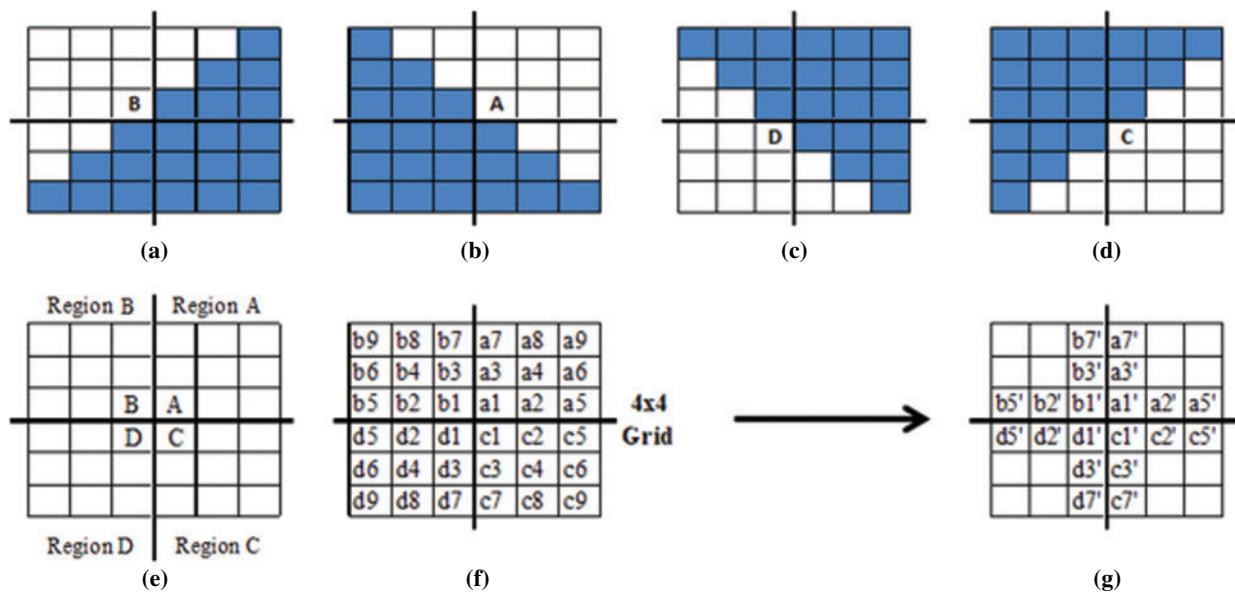 B
A
D
C
(a) (b) (c) (d)
Region B Region A
B A
D C
Region D Region C
(e)
b9 b8 b7 a7 a8 a9
b6 b4 b3 a3 a4 a6
b5 b2 b1 a1 a2 a5
d5 d2 d1 c1 c2 c5
d6 d4 d3 c3 c4 c6
d9 d8 d7 c7 c8 c9
(f)
4x4
Grid
b7' a7'
b3' a3'
b5' b2' b1' a1' a2' a5'
d5' d2' d1' c1' c2' c5'
d3' c3'
d7' c7'
(g)